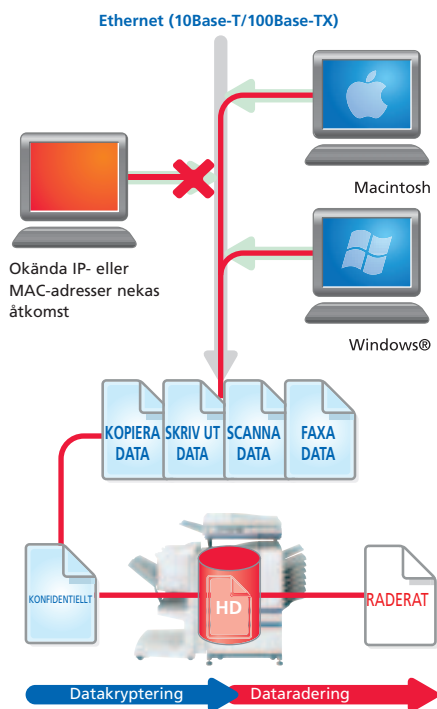 Ethernet (10Base-T/100Base-TX)
Macintosh
Okända IP- eller
MAC-adresser nekas
åtkomst
Windows®
KOPIERA
DATA
SKRIV UT
DATA
SCANNA
DATA
FAXA
DATA
KONFIDENTIELLT
HD
RADERAT
Datakryptering
Dataradering